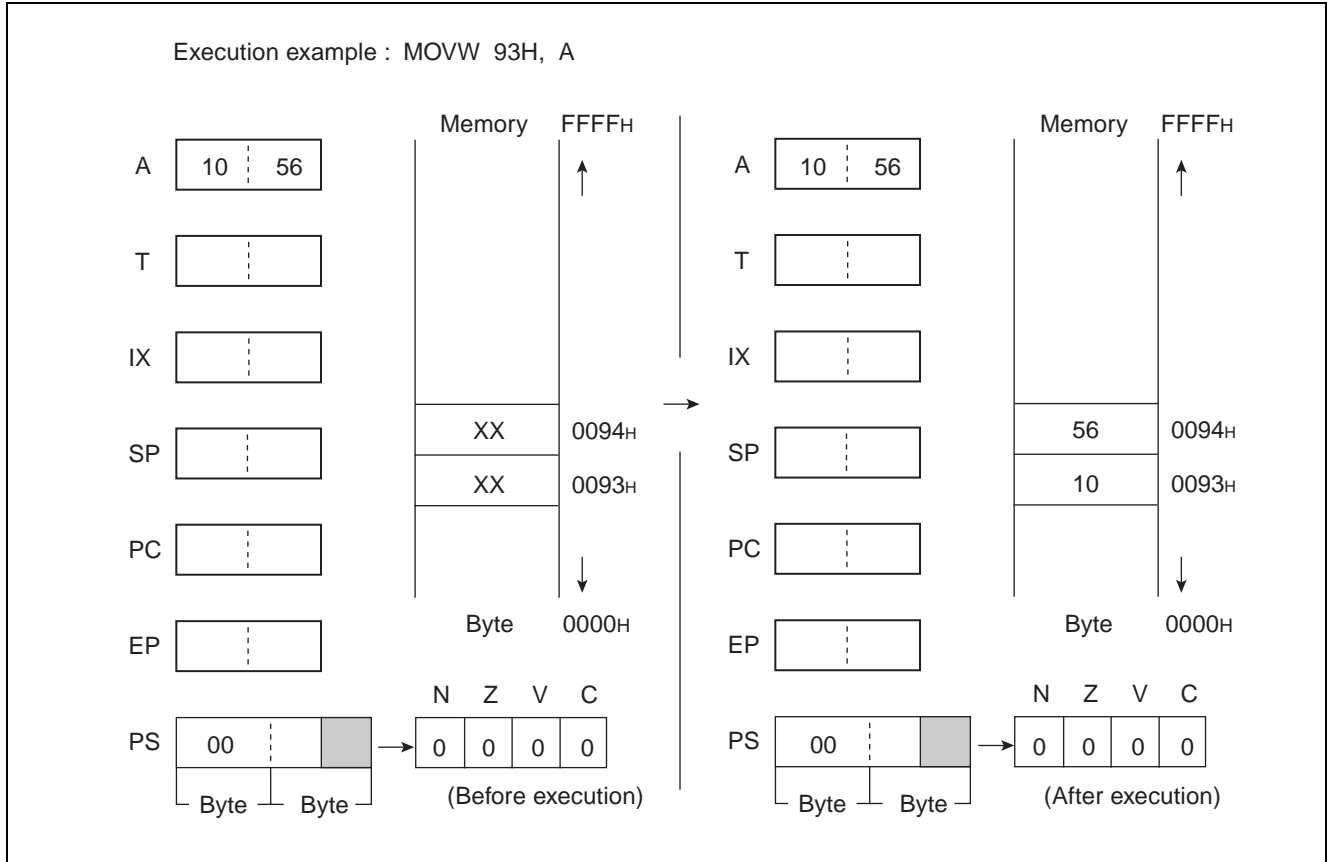 Execution example : MOVW 93H, A
Memory FFFFH
A 10 56
T
IX
XX 0094H
SP
XX 0093H
PC
Byte 0000H
EP
N Z V C
PS 00 0 0 0 0
Byte Byte (Before execution)
Memory FFFFH
A 10 56
T
IX
56 0094H
SP
10 0093H
PC
Byte 0000H
EP
N Z V C
PS 00 0 0 0 0
Byte Byte (After execution)